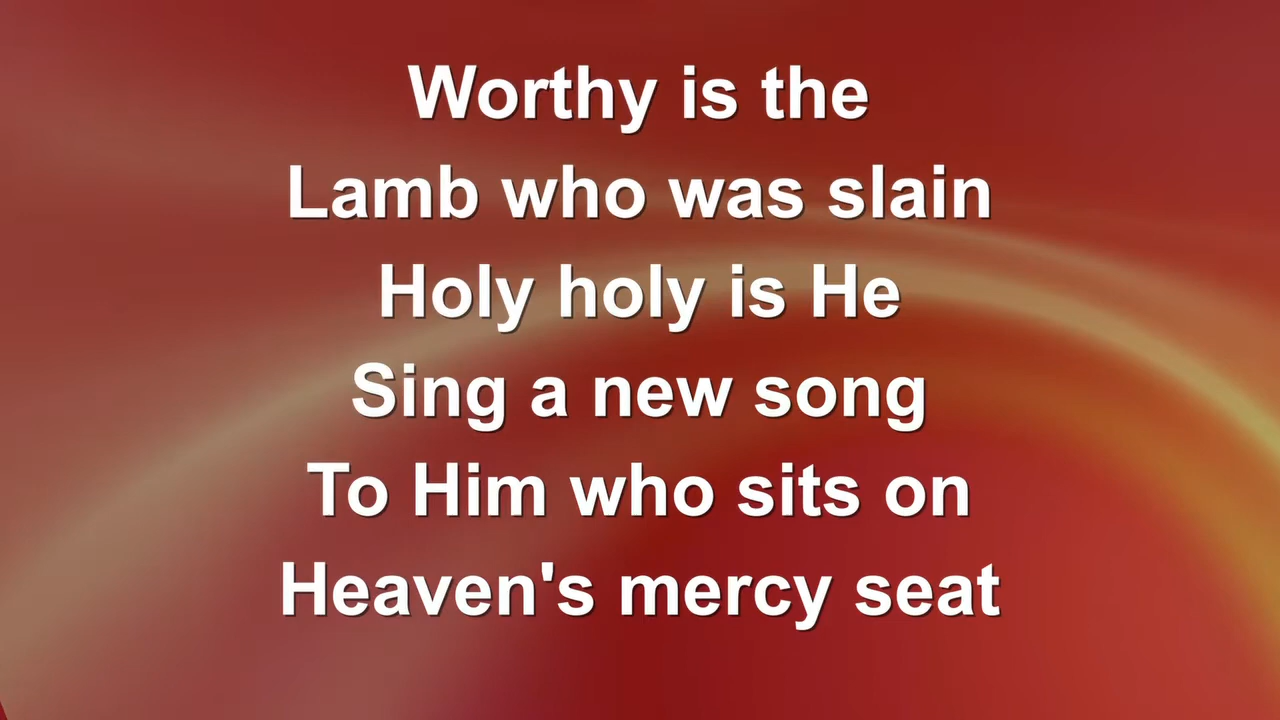 Worthy is the
Lamb who was slain
Holy holy is He
Sing a new song
To Him who sits on
Heaven's mercy seat